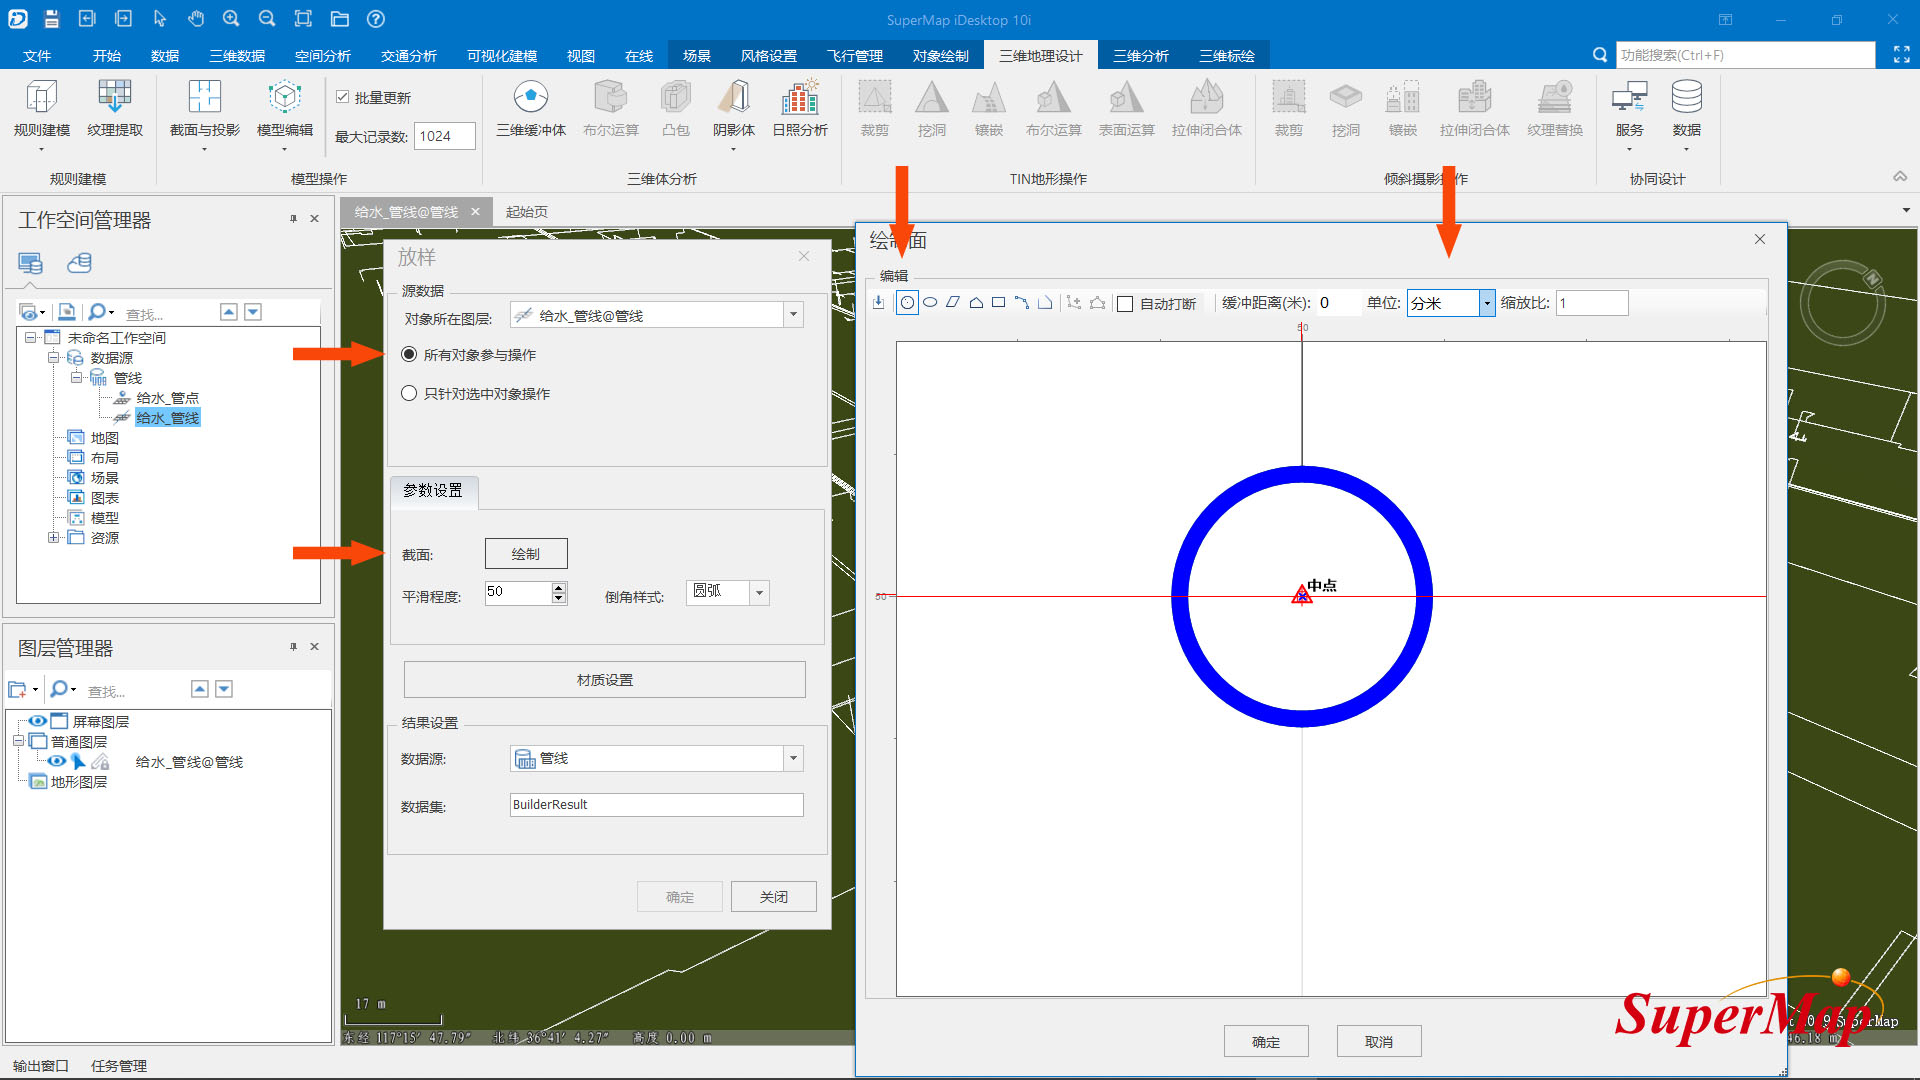 SuperMap iDesktop 10i
文件 开始 数据 三维数据 空间分析 交通分析 可视化建模 视图 在线 场景 风格设置 飞行管理 对象绘制 三维地理设计 三维分析 三维标绘 功能搜索(Ctrl+F)
批量更新
规则建模 纹理提取 截面与投影 模型编辑 最大记录数: 1024 三维缓冲体 布尔运算 凸包 阴影体 日照分析 裁剪 挖洞 镶嵌 布尔运算 表面运算 拉伸闭合体 裁剪 挖洞 镶嵌 拉伸闭合体 纹理替换 服务 数据
规则建模 模型操作 三维体分析 TIN地形操作 倾斜摄影操作 协同设计
工作空间管理器
给水_管线@管线 起始页
查找...
未命名工作空间
数据源
管线
给水_管点
给水_管线
地图
布局
场景
图表
模型
资源
图层管理器
查找...
屏幕图层
普通图层
给水_管线@管线
地形图层
放样
源数据
对象所在图层: 给水_管线@管线
所有对象参与操作
只针对选中对象操作
参数设置
截面: 绘制
平滑程度: 50 倒角样式: 圆弧
材质设置
结果设置
数据源: 管线
数据集: BuilderResult
确定 关闭
绘制面
编辑
自动打断 缓冲距离(米): 0 单位: 分米 缩放比: 1
50
50
中点
确定 取消
17 m
东经 117°15′ 47.79″ 北纬 36°41′ 4.27″ 高度 0.00 m
SuperMap
SuperMap
46.18 m
输出窗口 任务管理